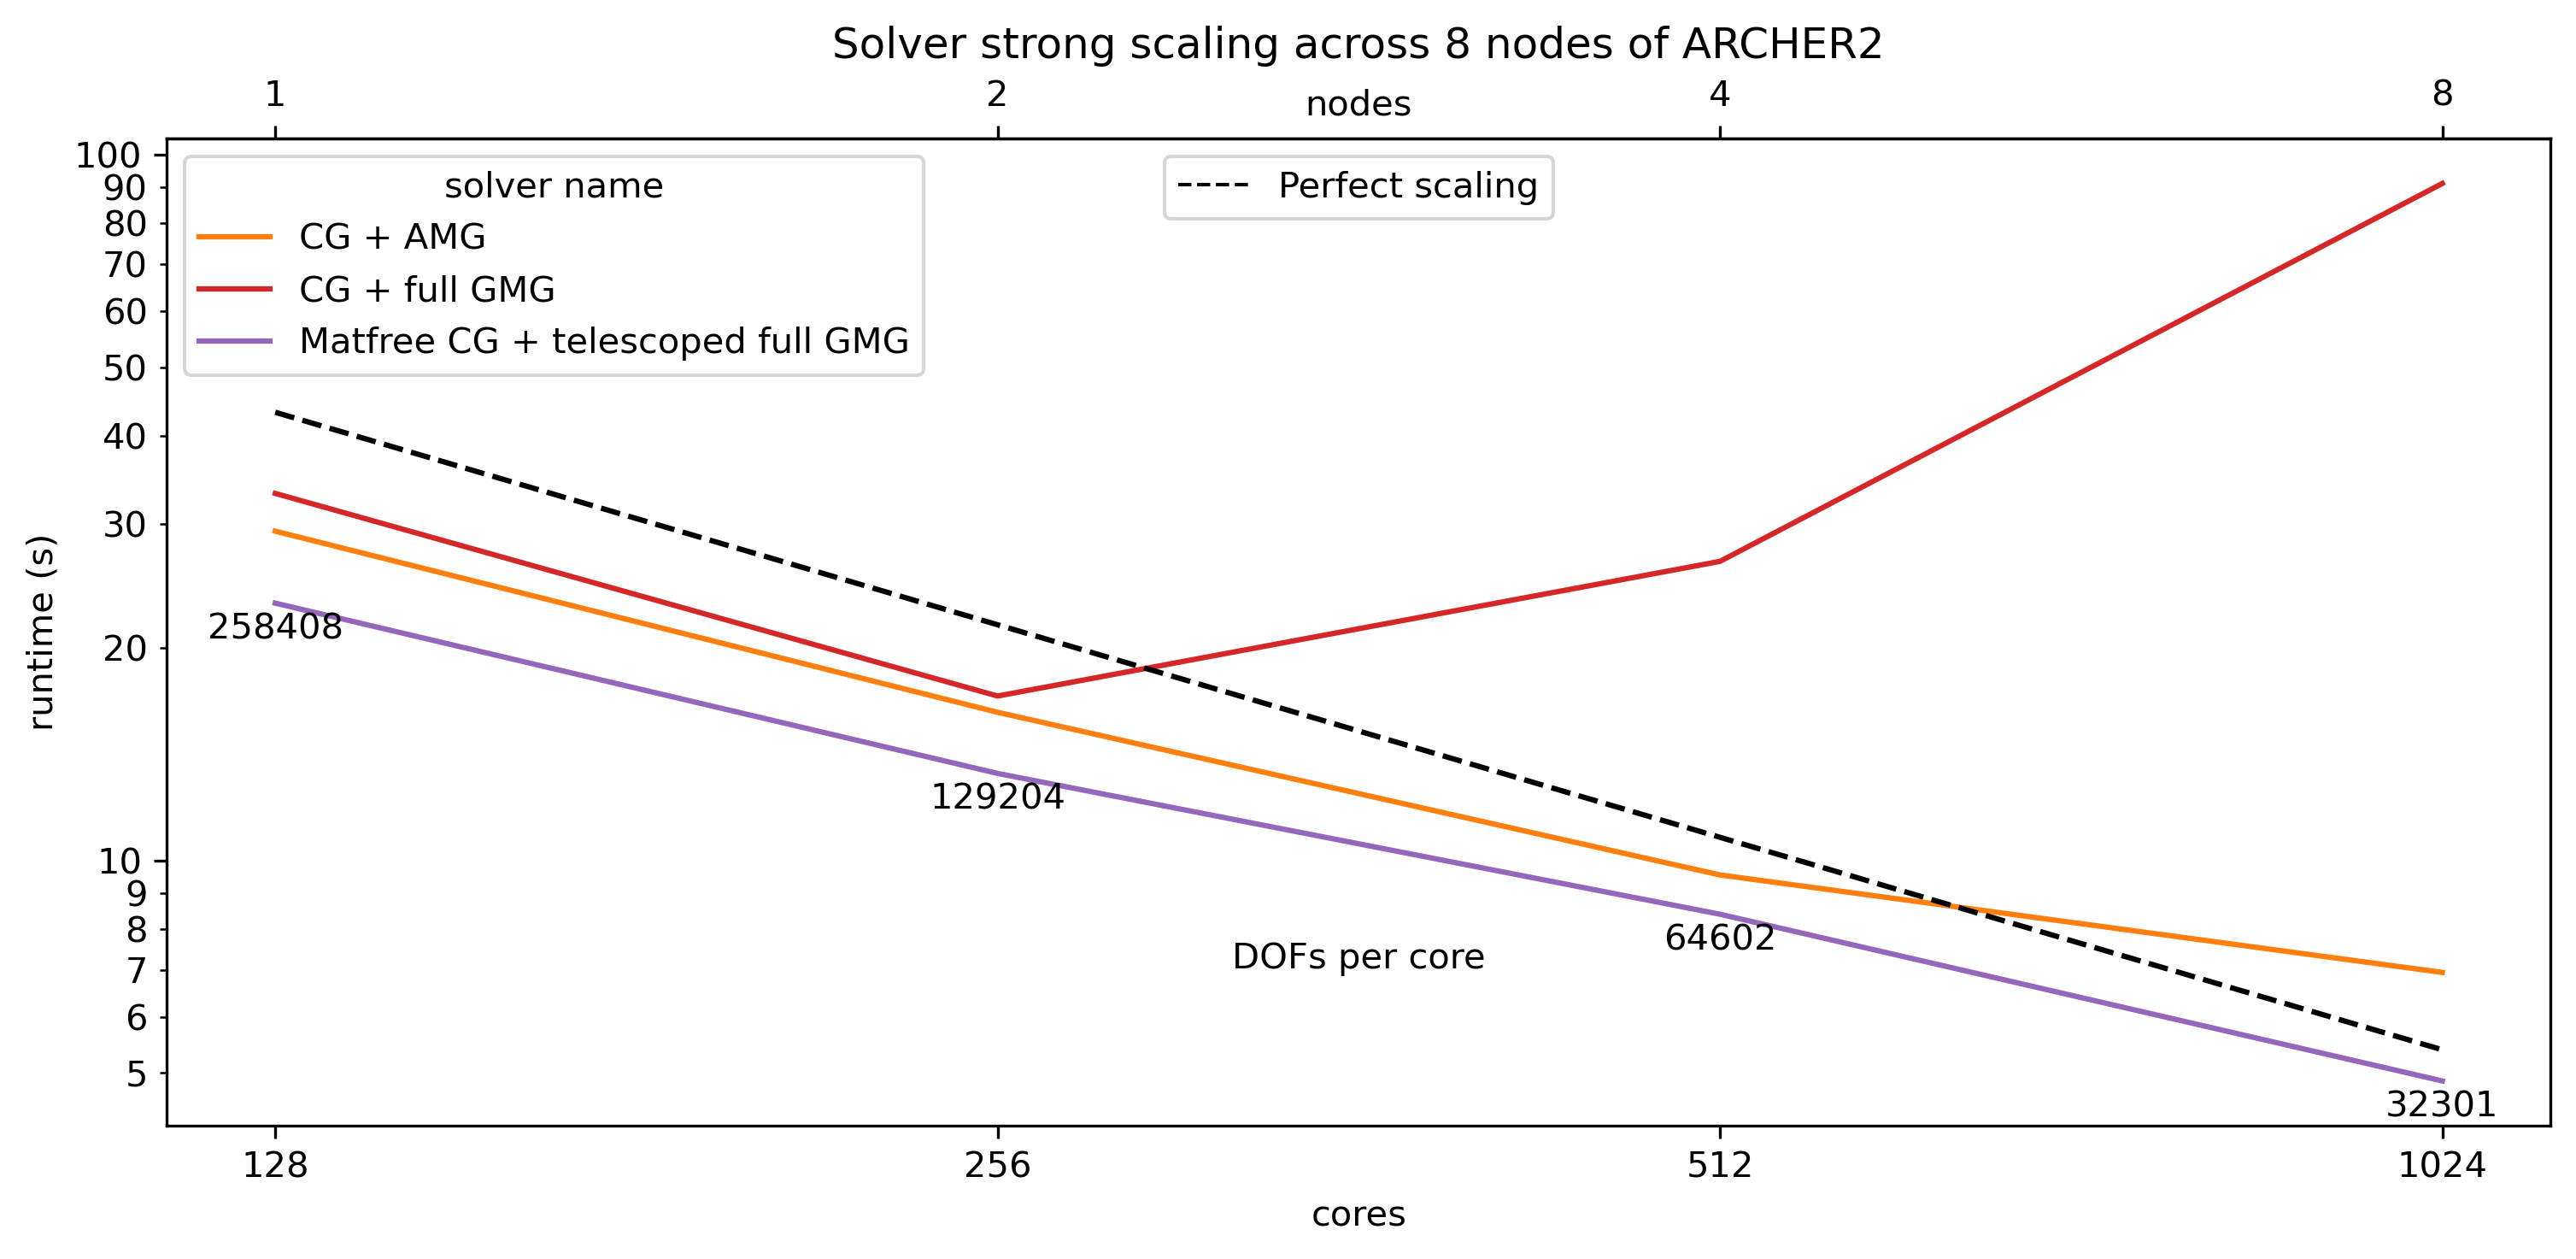 Solver strong scaling across 8 nodes of ARCHER2
1 2 4 8
nodes
100
90
80
70
60
50
40
30
20
10
9
8
7
6
5
runtime (s)
solver name
CG + AMG
CG + full GMG
Matfree CG + telescoped full GMG
Perfect scaling
258408
129204
64602
32301
DOFs per core
128 256 512 1024
cores